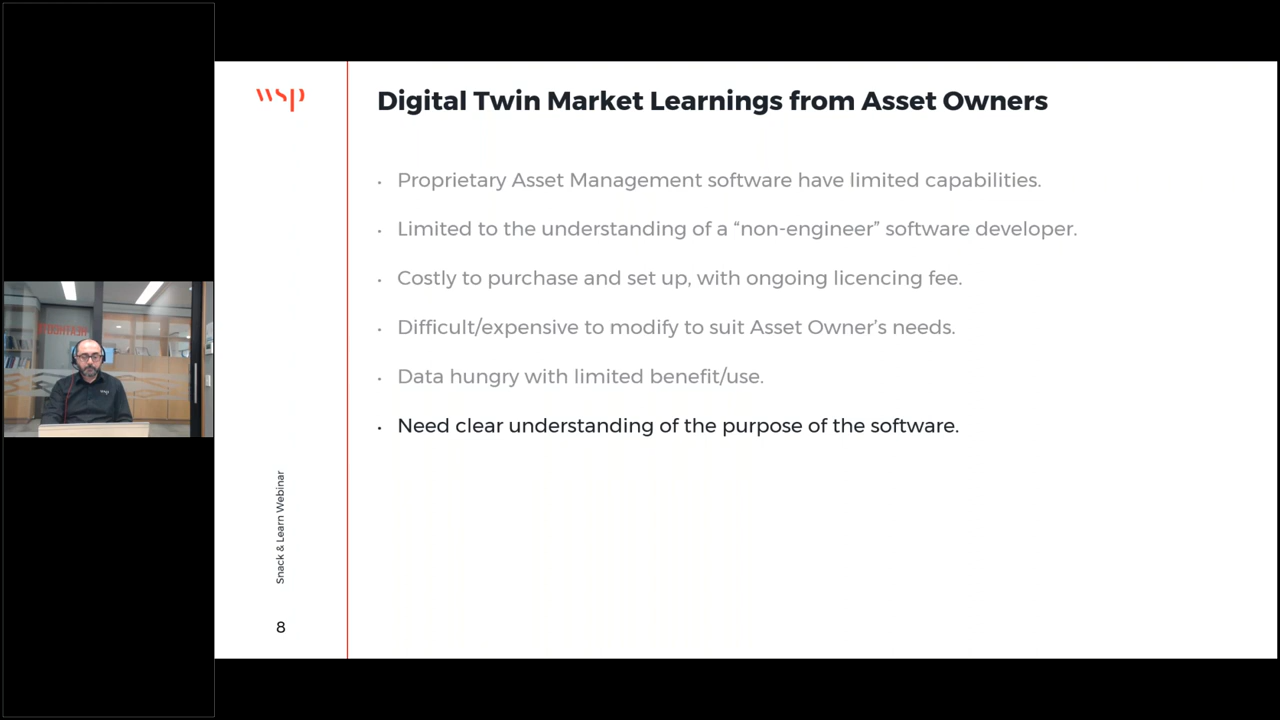 wsp
Digital Twin Market Learnings from Asset Owners
• Proprietary Asset Management software have limited capabilities.
• Limited to the understanding of a “non-engineer” software developer.
• Costly to purchase and set up, with ongoing licencing fee.
• Difficult/expensive to modify to suit Asset Owner’s needs.
• Data hungry with limited benefit/use.
• Need clear understanding of the purpose of the software.
Snack & Learn Webinar
8